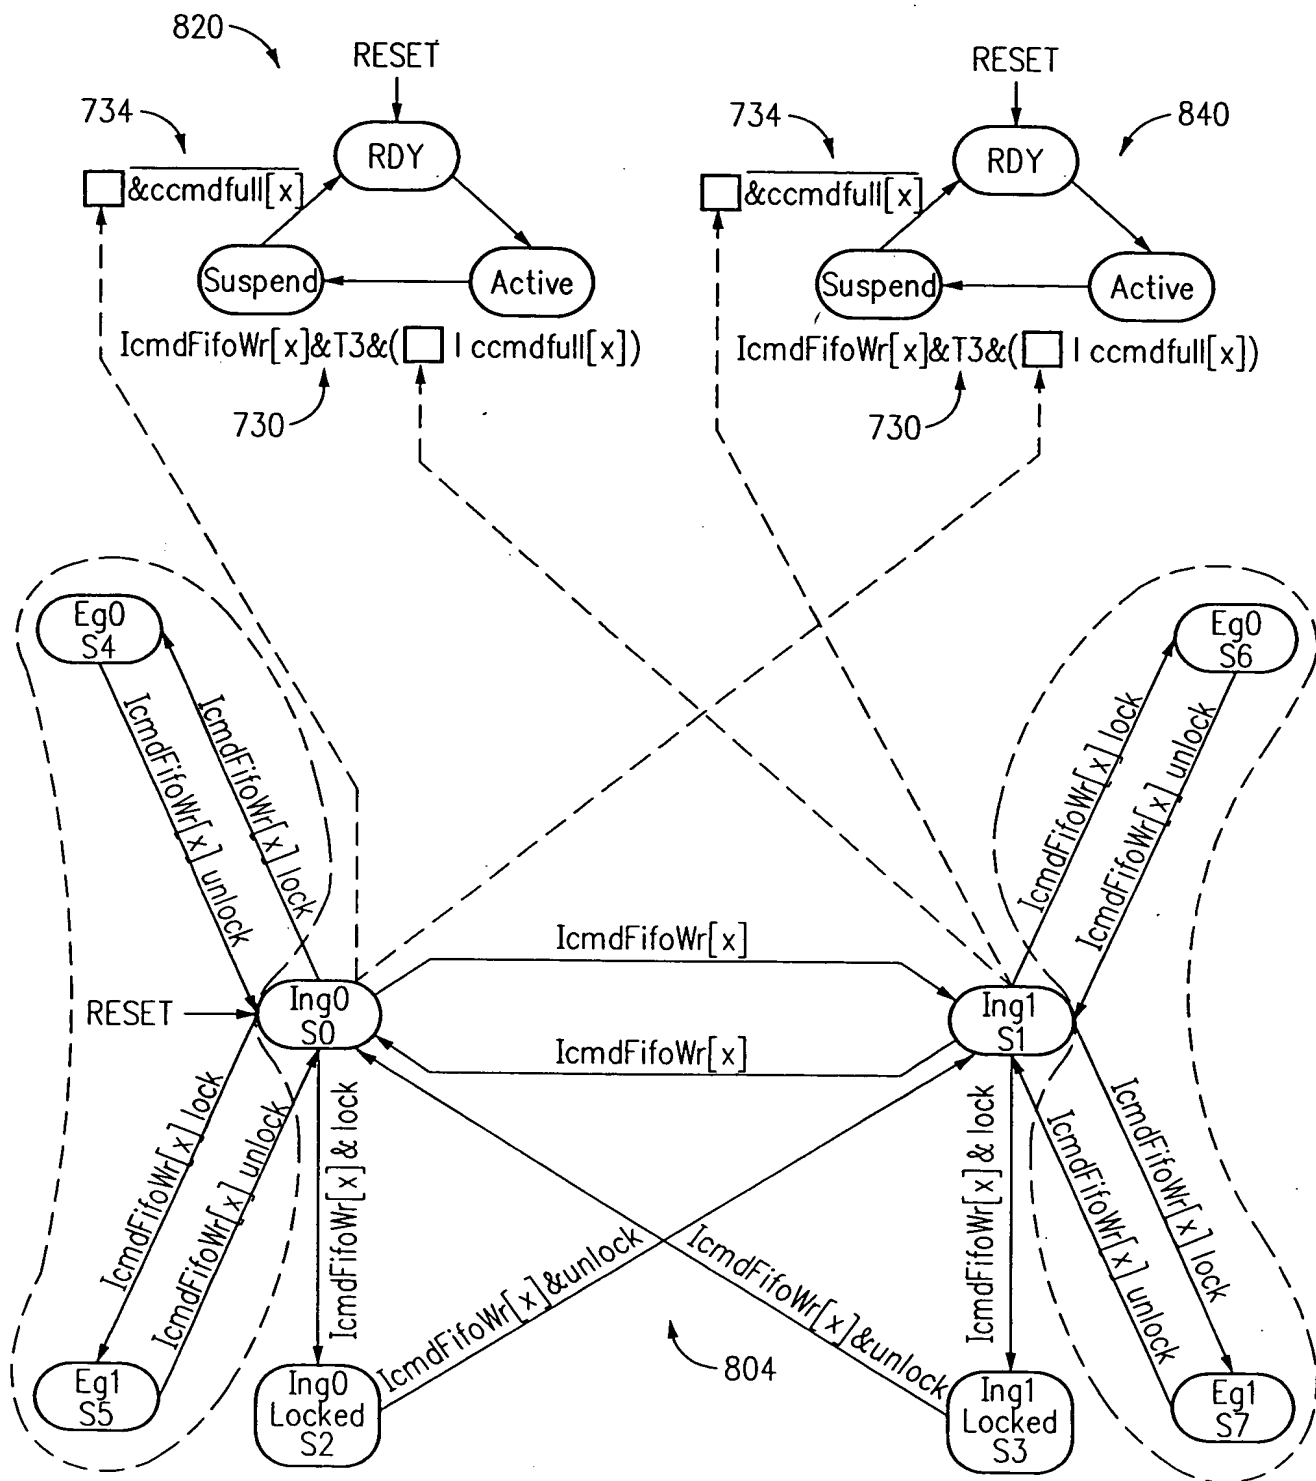 820
RESET
RESET
734
734
840
RDY
RDY
&ccmdfull[x]
&ccmdfull[x]
Suspend
Active
Suspend
Active
IcmdFifoWr[x]&T3&( | ccmdfull[x])
IcmdFifoWr[x]&T3&( | ccmdfull[x])
730
730
Eg0
S4
Eg0
S6
IcmdFifoWr[x] unlock
IcmdFifoWr[x] lock
IcmdFifoWr[x] lock
IcmdFifoWr[x] unlock
IcmdFifoWr[x]
RESET
Ing0
S0
Ing1
S1
IcmdFifoWr[x]
IcmdFifoWr[x] lock
IcmdFifoWr[x] unlock
IcmdFifoWr[x] & lock
IcmdFifoWr[x]&unlock
IcmdFifoWr[x]&unlock
IcmdFifoWr[x] & lock
IcmdFifoWr[x] unlock
IcmdFifoWr[x] lock
804
Eg1
S5
Ing0
Locked
S2
Ing1
Locked
S3
Eg1
S7